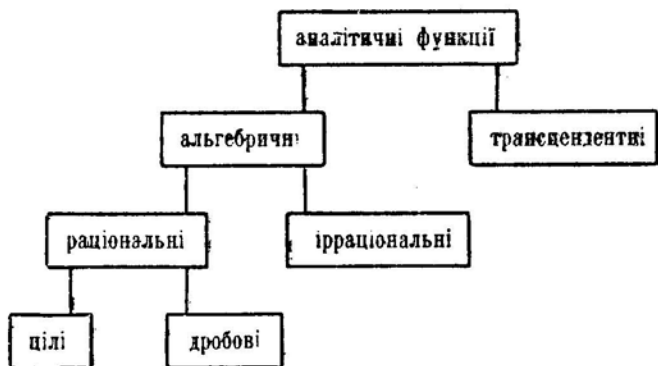 аналітичні функції
альгебричні
трансцендентні
раціональні
ірраціональні
цілі
дробові